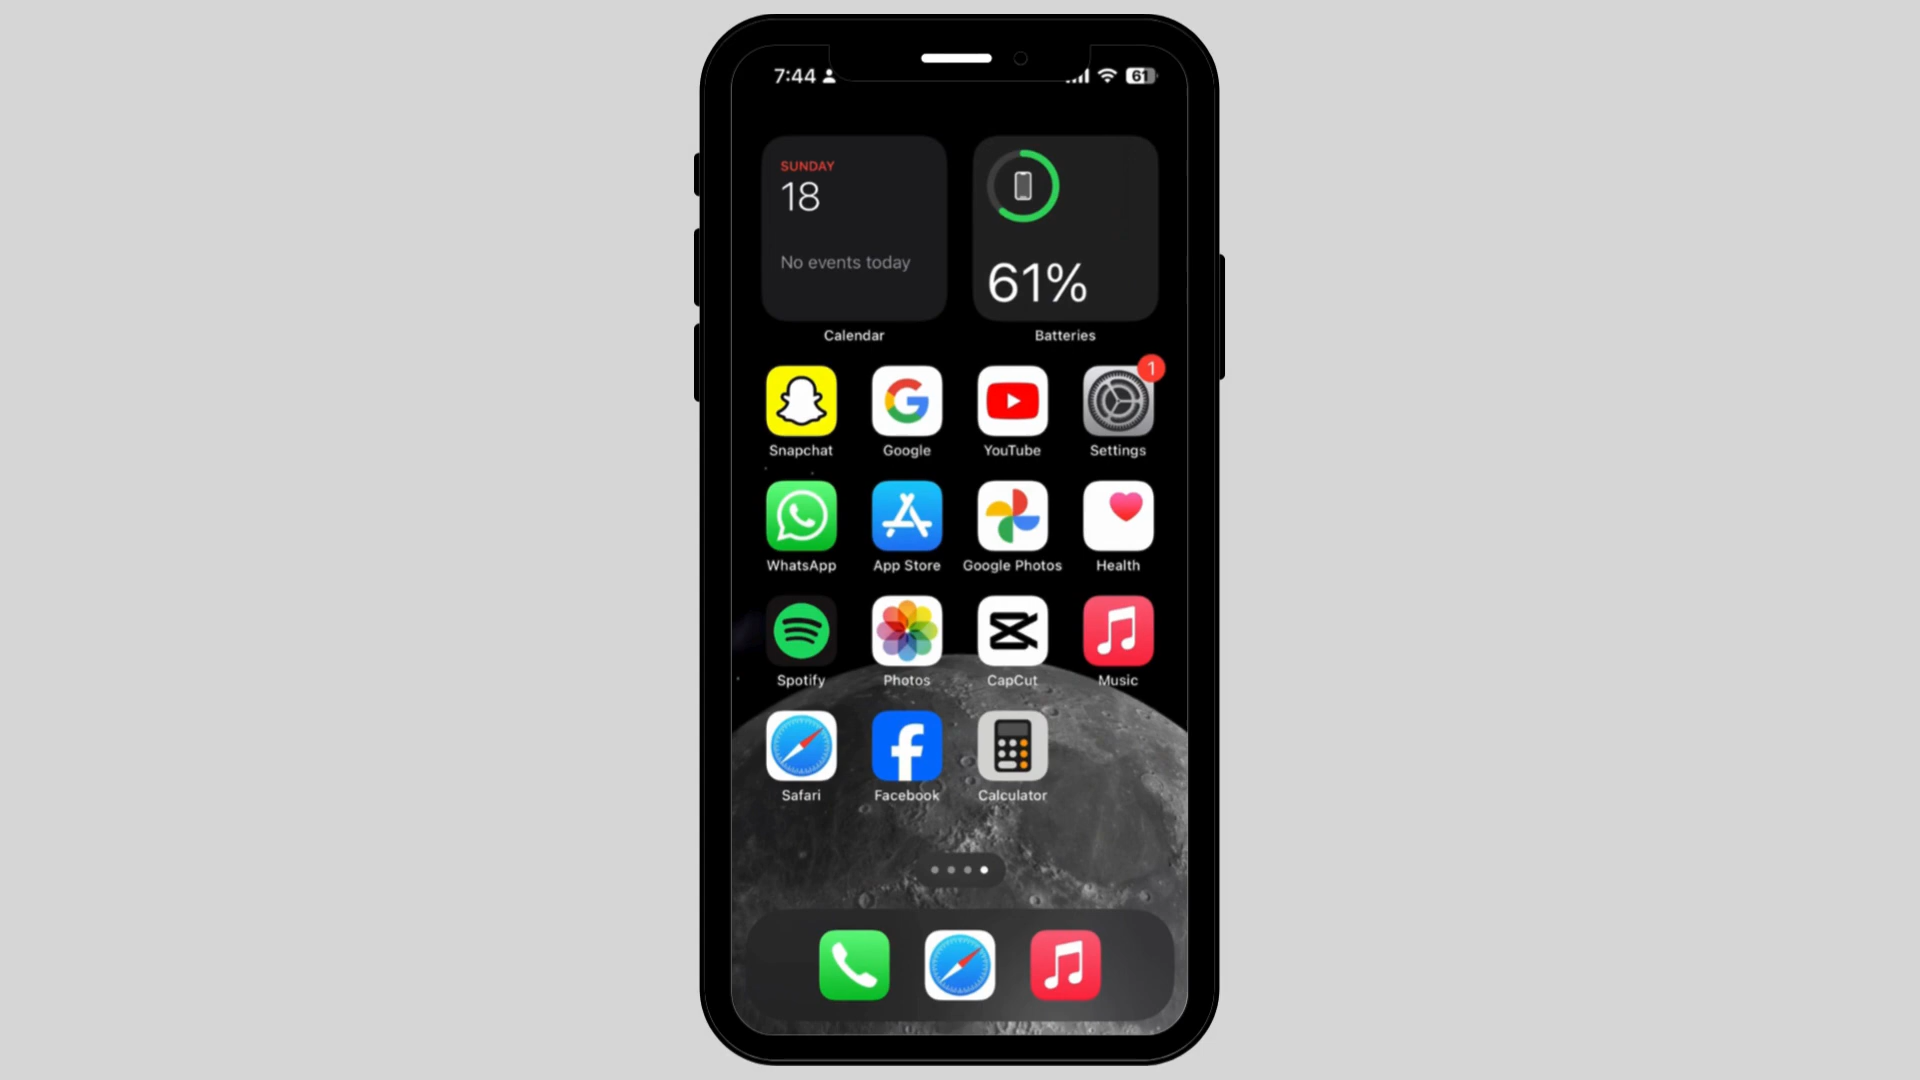 7:44 61
SUNDAY
18
No events today
61%
Calendar Batteries
1
Snapchat Google YouTube Settings
WhatsApp App Store Google Photos Health
Spotify Photos CapCut Music
Safari Facebook Calculator